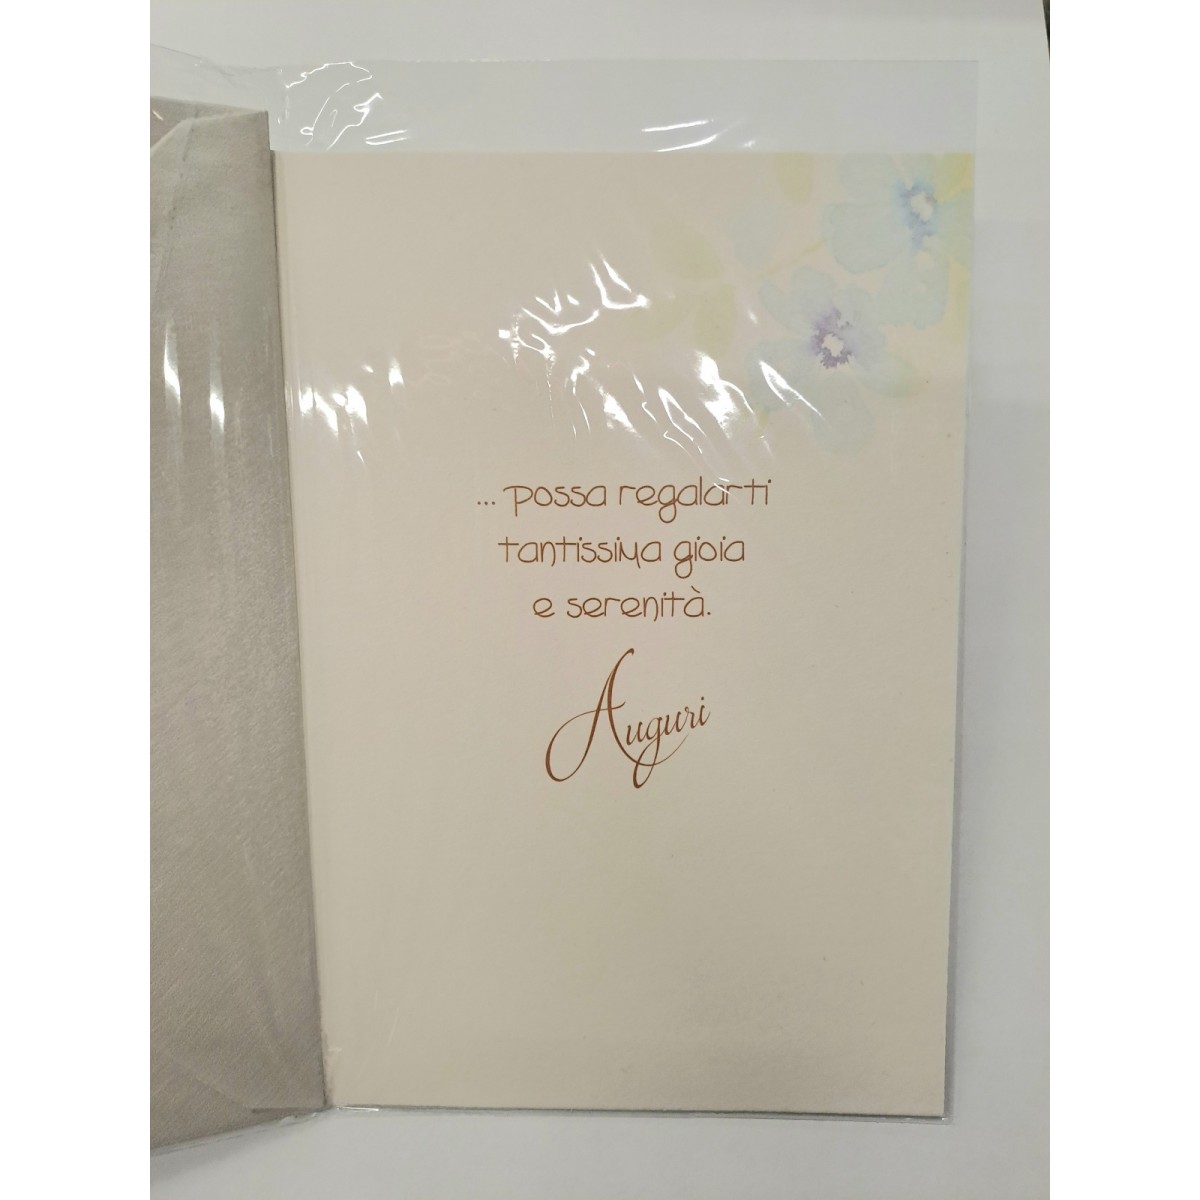 ... possa regalarti
tantissima gioia
e serenità.
Auguri